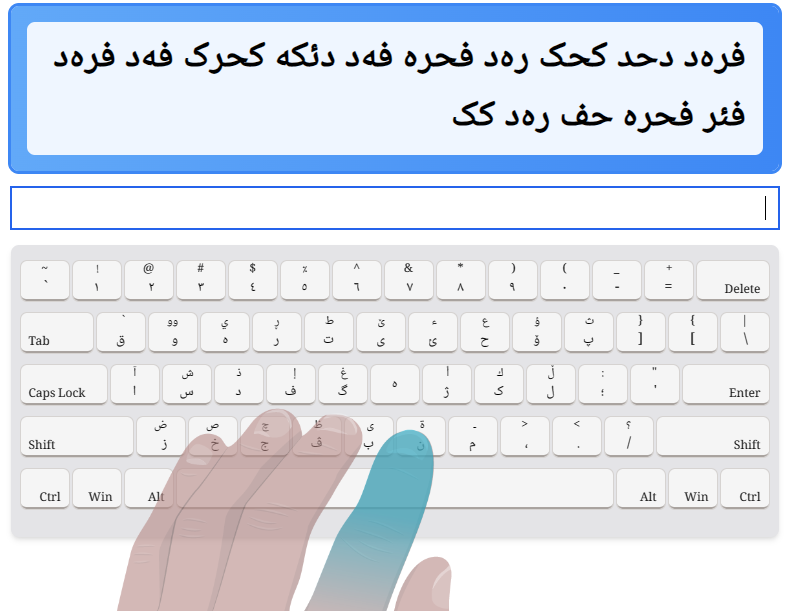 فرەد دحد کحک رەد فحرە فەد دئکە کحرک فەد فرەد
فئر فحرە حف رەد کک
~ ! @ # $ ٪ ^ & * ) ( _ +
` ١ ٢ ٣ ٤ ٥ ٦ ٧ ٨ ٩ ٠ - = Delete
` وو ي ڕ ط ێ ء ع ؤ ث } { |
Tab ق و ە ر ت ی ئ ح ۆ پ ] [ \
آ ش ذ إ غ أ ك ڵ : "
Caps Lock ا س د ف گ ه ژ ک ل ؛ ' Enter
ض ص چ ظ ى ة ـ > < ؟
Shift ز خ ج ڤ ب ن م ، . / Shift
Ctrl Win Alt Alt Win Ctrl